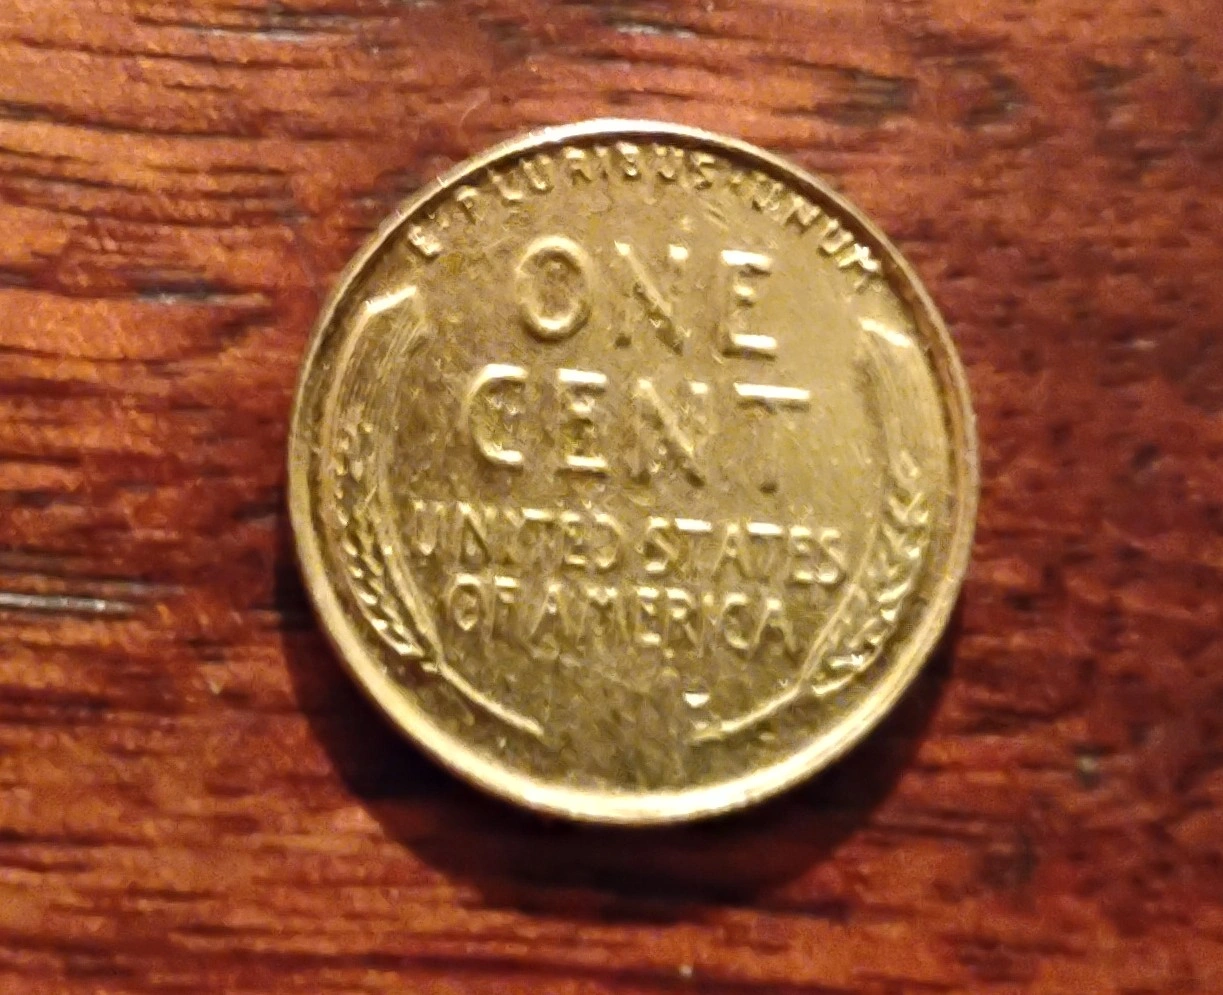 E·PLURIBUS·UNUM
ONE
CENT
UNITED STATES
OF AMERICA